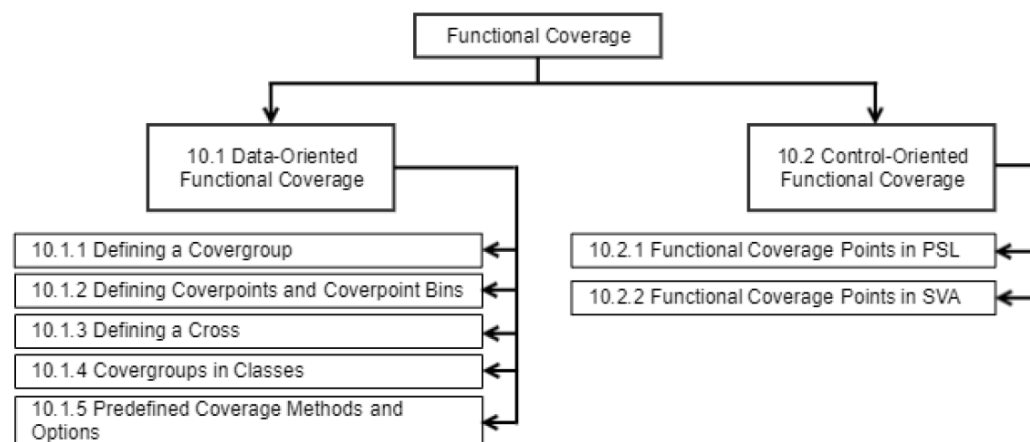 Functional Coverage
10.1 Data-Oriented
Functional Coverage
10.2 Control-Oriented
Functional Coverage
10.1.1 Defining a Covergroup
10.1.2 Defining Coverpoints and Coverpoint Bins
10.1.3 Defining a Cross
10.1.4 Covergroups in Classes
10.1.5 Predefined Coverage Methods and
Options
10.2.1 Functional Coverage Points in PSL
10.2.2 Functional Coverage Points in SVA